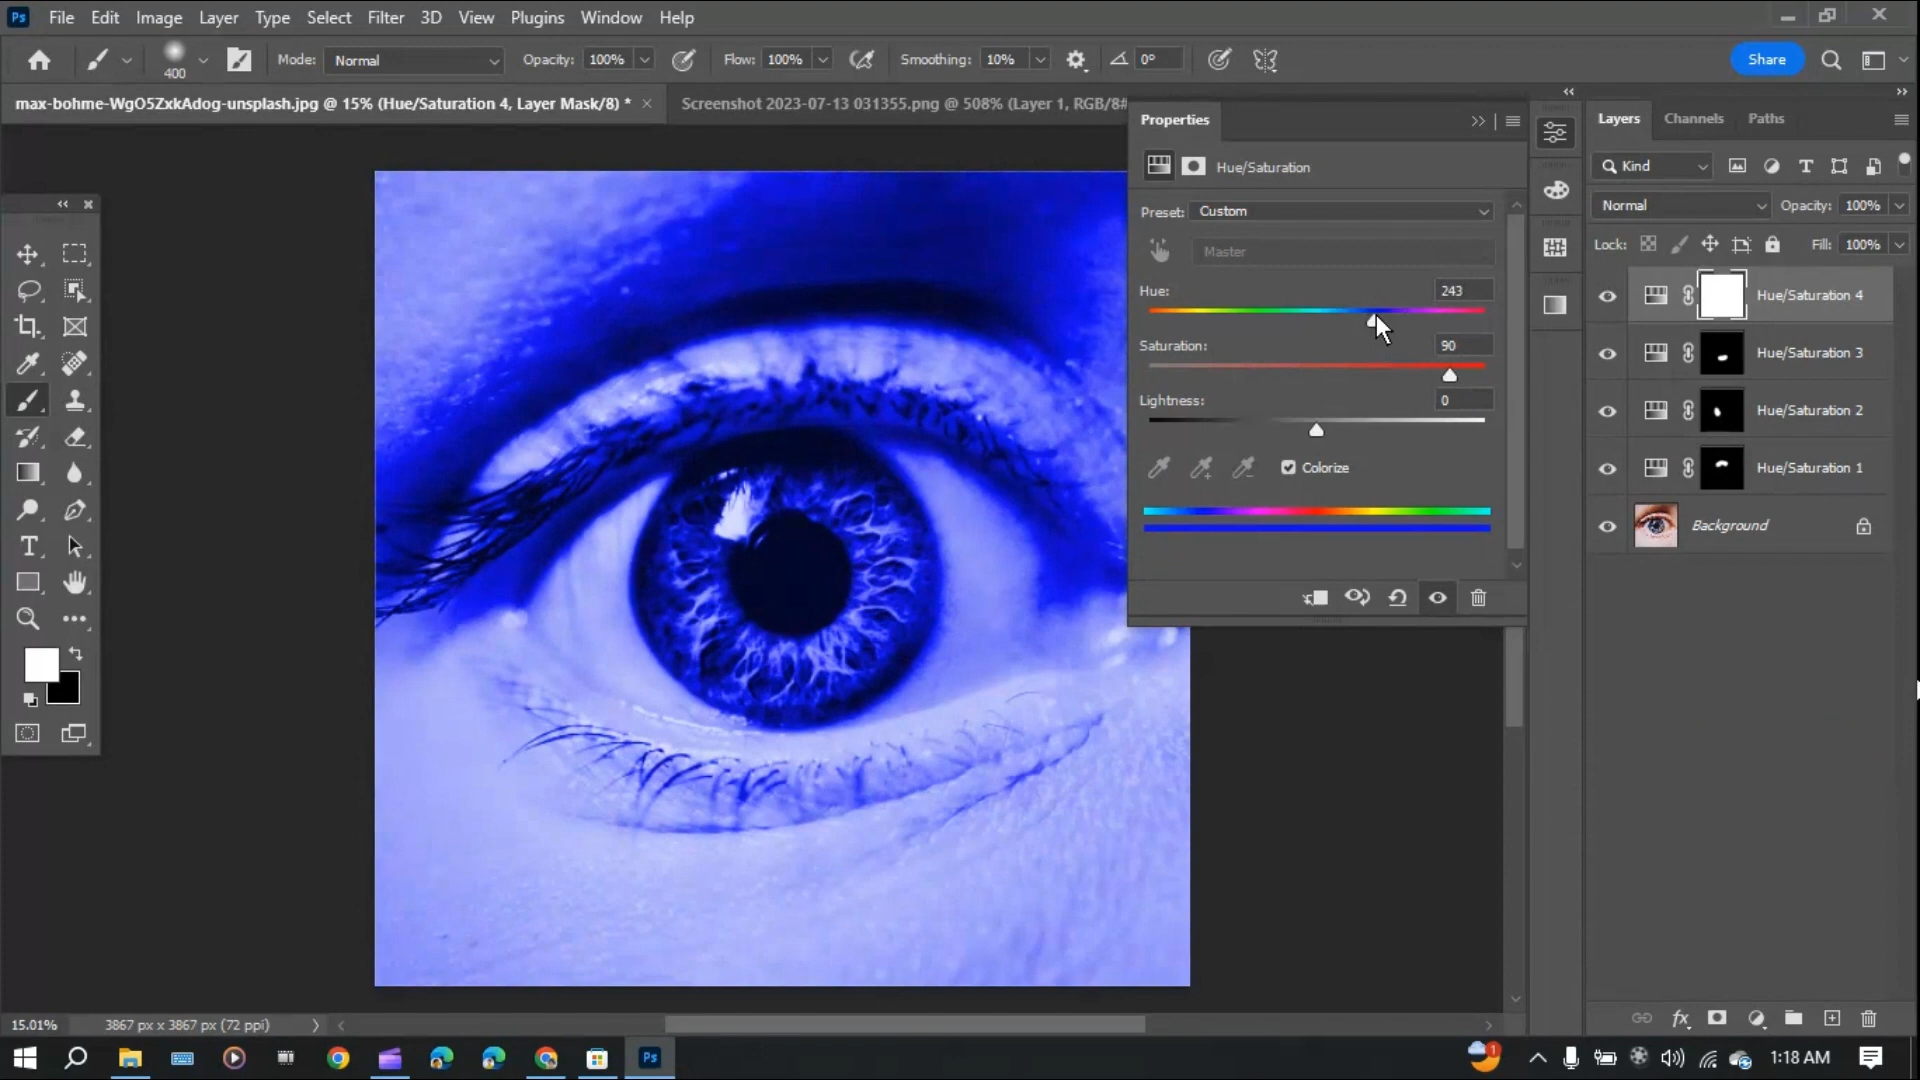 Ps File Edit Image Layer Type Select Filter 3D View Plugins Window Help
400 Mode: Normal Opacity: 100% Flow: 100% Smoothing: 10% 0° Share
max-bohme-WgO5ZxkAdog-unsplash.jpg @ 15% (Hue/Saturation 4, Layer Mask/8) * × Screenshot 2023-07-13 031355.png @ 508% (Layer 1, RGB/8#
Properties
Hue/Saturation
Preset: Custom
Master
Hue: 243
Saturation: 90
Lightness: 0
Colorize
Layers Channels Paths
Kind
Normal Opacity: 100%
Lock: Fill: 100%
Hue/Saturation 4
Hue/Saturation 3
Hue/Saturation 2
Hue/Saturation 1
Background
15.01% 3867 px x 3867 px (72 ppi)
Ps 1 1:18 AM